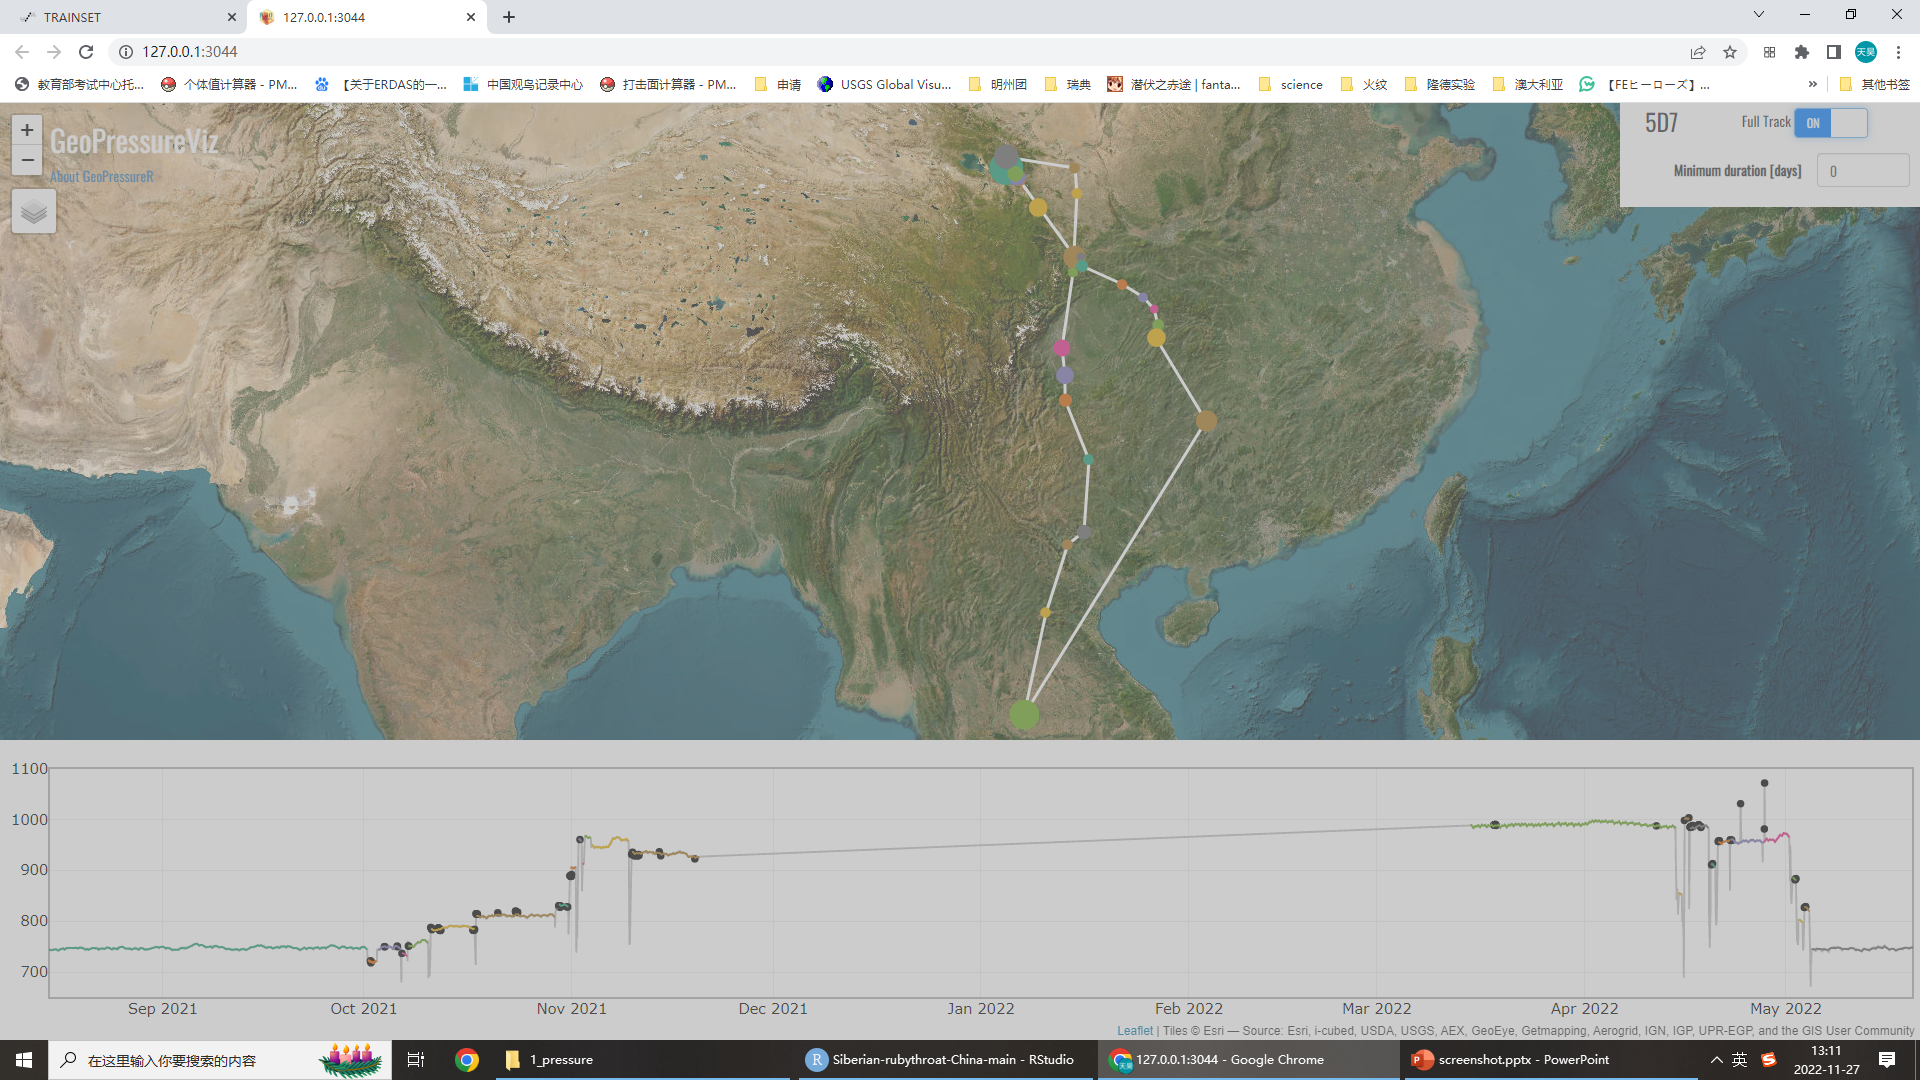 TRAINSET
127.0.0.1:3044
127.0.0.1:3044
天昊
教育部考试中心托...
个体值计算器 - PM...
【关于ERDAS的一...
中国观鸟记录中心
打击面计算器 - PM...
申请
USGS Global Visu...
明州团
瑞典
潜伏之赤途 | fanta...
science
火纹
隆德实验
澳大利亚
【FEヒーローズ】...
»
其他书签
+
GeoPressureViz
−
About GeoPressureR
5D7
Full Track
ON
Minimum duration [days]
0
1100
1000
900
800
700
Sep 2021
Oct 2021
Nov 2021
Dec 2021
Jan 2022
Feb 2022
Mar 2022
Apr 2022
May 2022
Leaflet | Tiles © Esri — Source: Esri, i-cubed, USDA, USGS, AEX, GeoEye, Getmapping, Aerogrid, IGN, IGP, UPR-EGP, and the GIS User Community
在这里输入你要搜索的内容
1_pressure
Siberian-rubythroat-China-main - RStudio
127.0.0.1:3044 - Google Chrome
screenshot.pptx - PowerPoint
英
13:11
2022-11-27